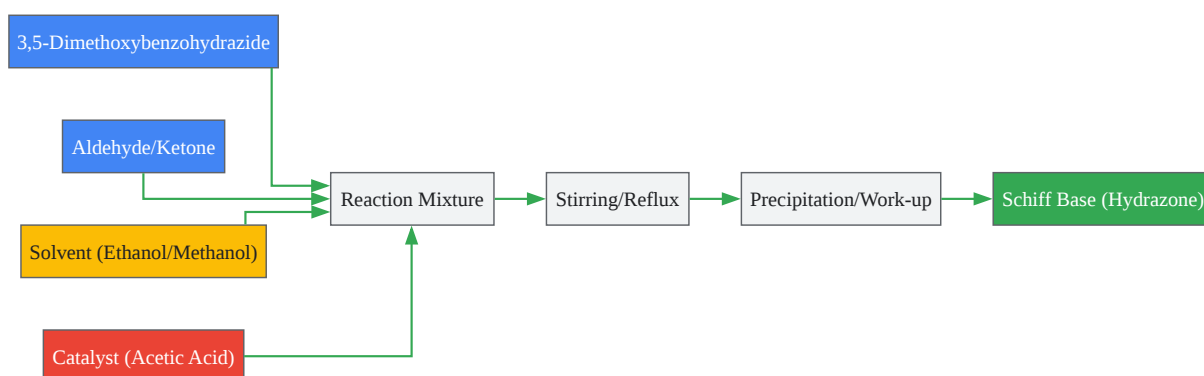 3,5-Dimethoxybenzohydrazide
Aldehyde/Ketone
Solvent (Ethanol/Methanol)
Catalyst (Acetic Acid)
Reaction Mixture
Stirring/Reflux
Precipitation/Work-up
Schiff Base (Hydrazone)